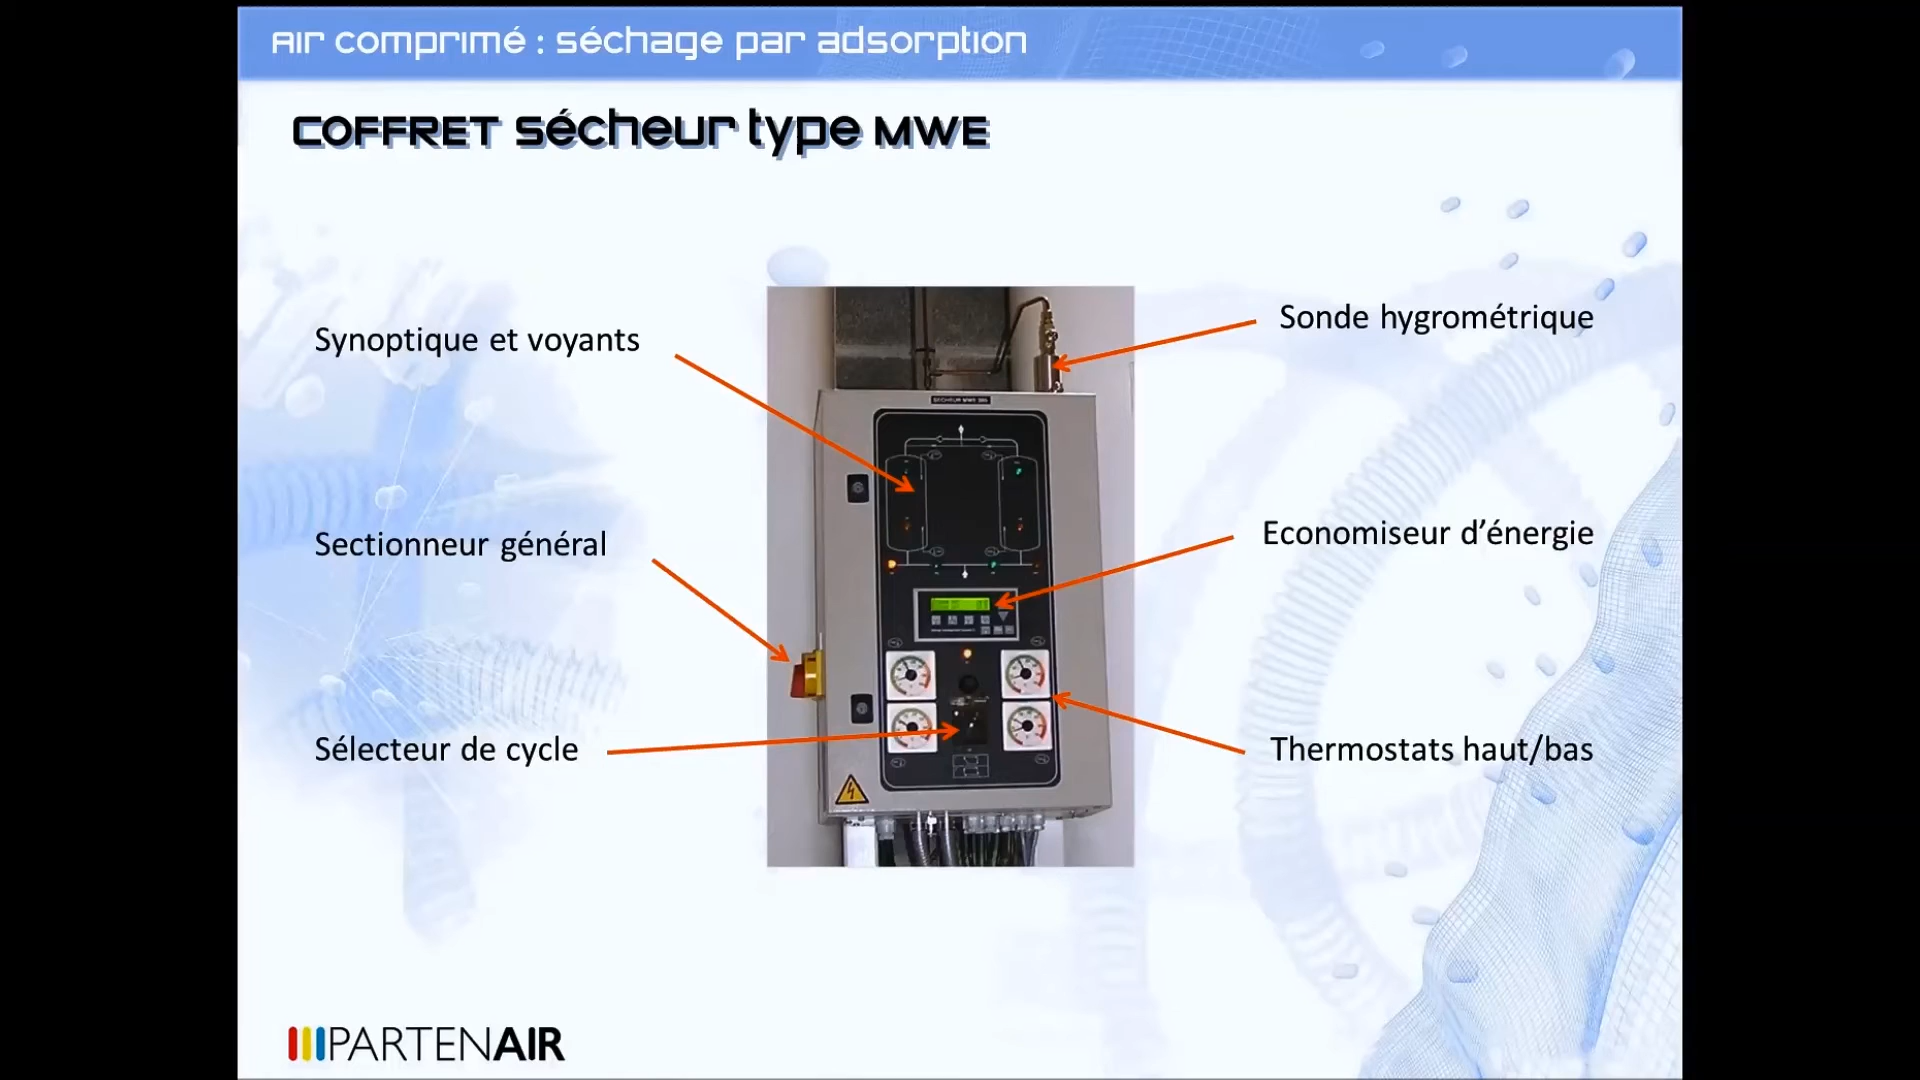 Air comprimé : séchage par adsorption
COFFRET sécheur type MWE
Synoptique et voyants
Sonde hygrométrique
Sectionneur général
Economiseur d’énergie
Sélecteur de cycle
Thermostats haut/bas
PARTENAIR